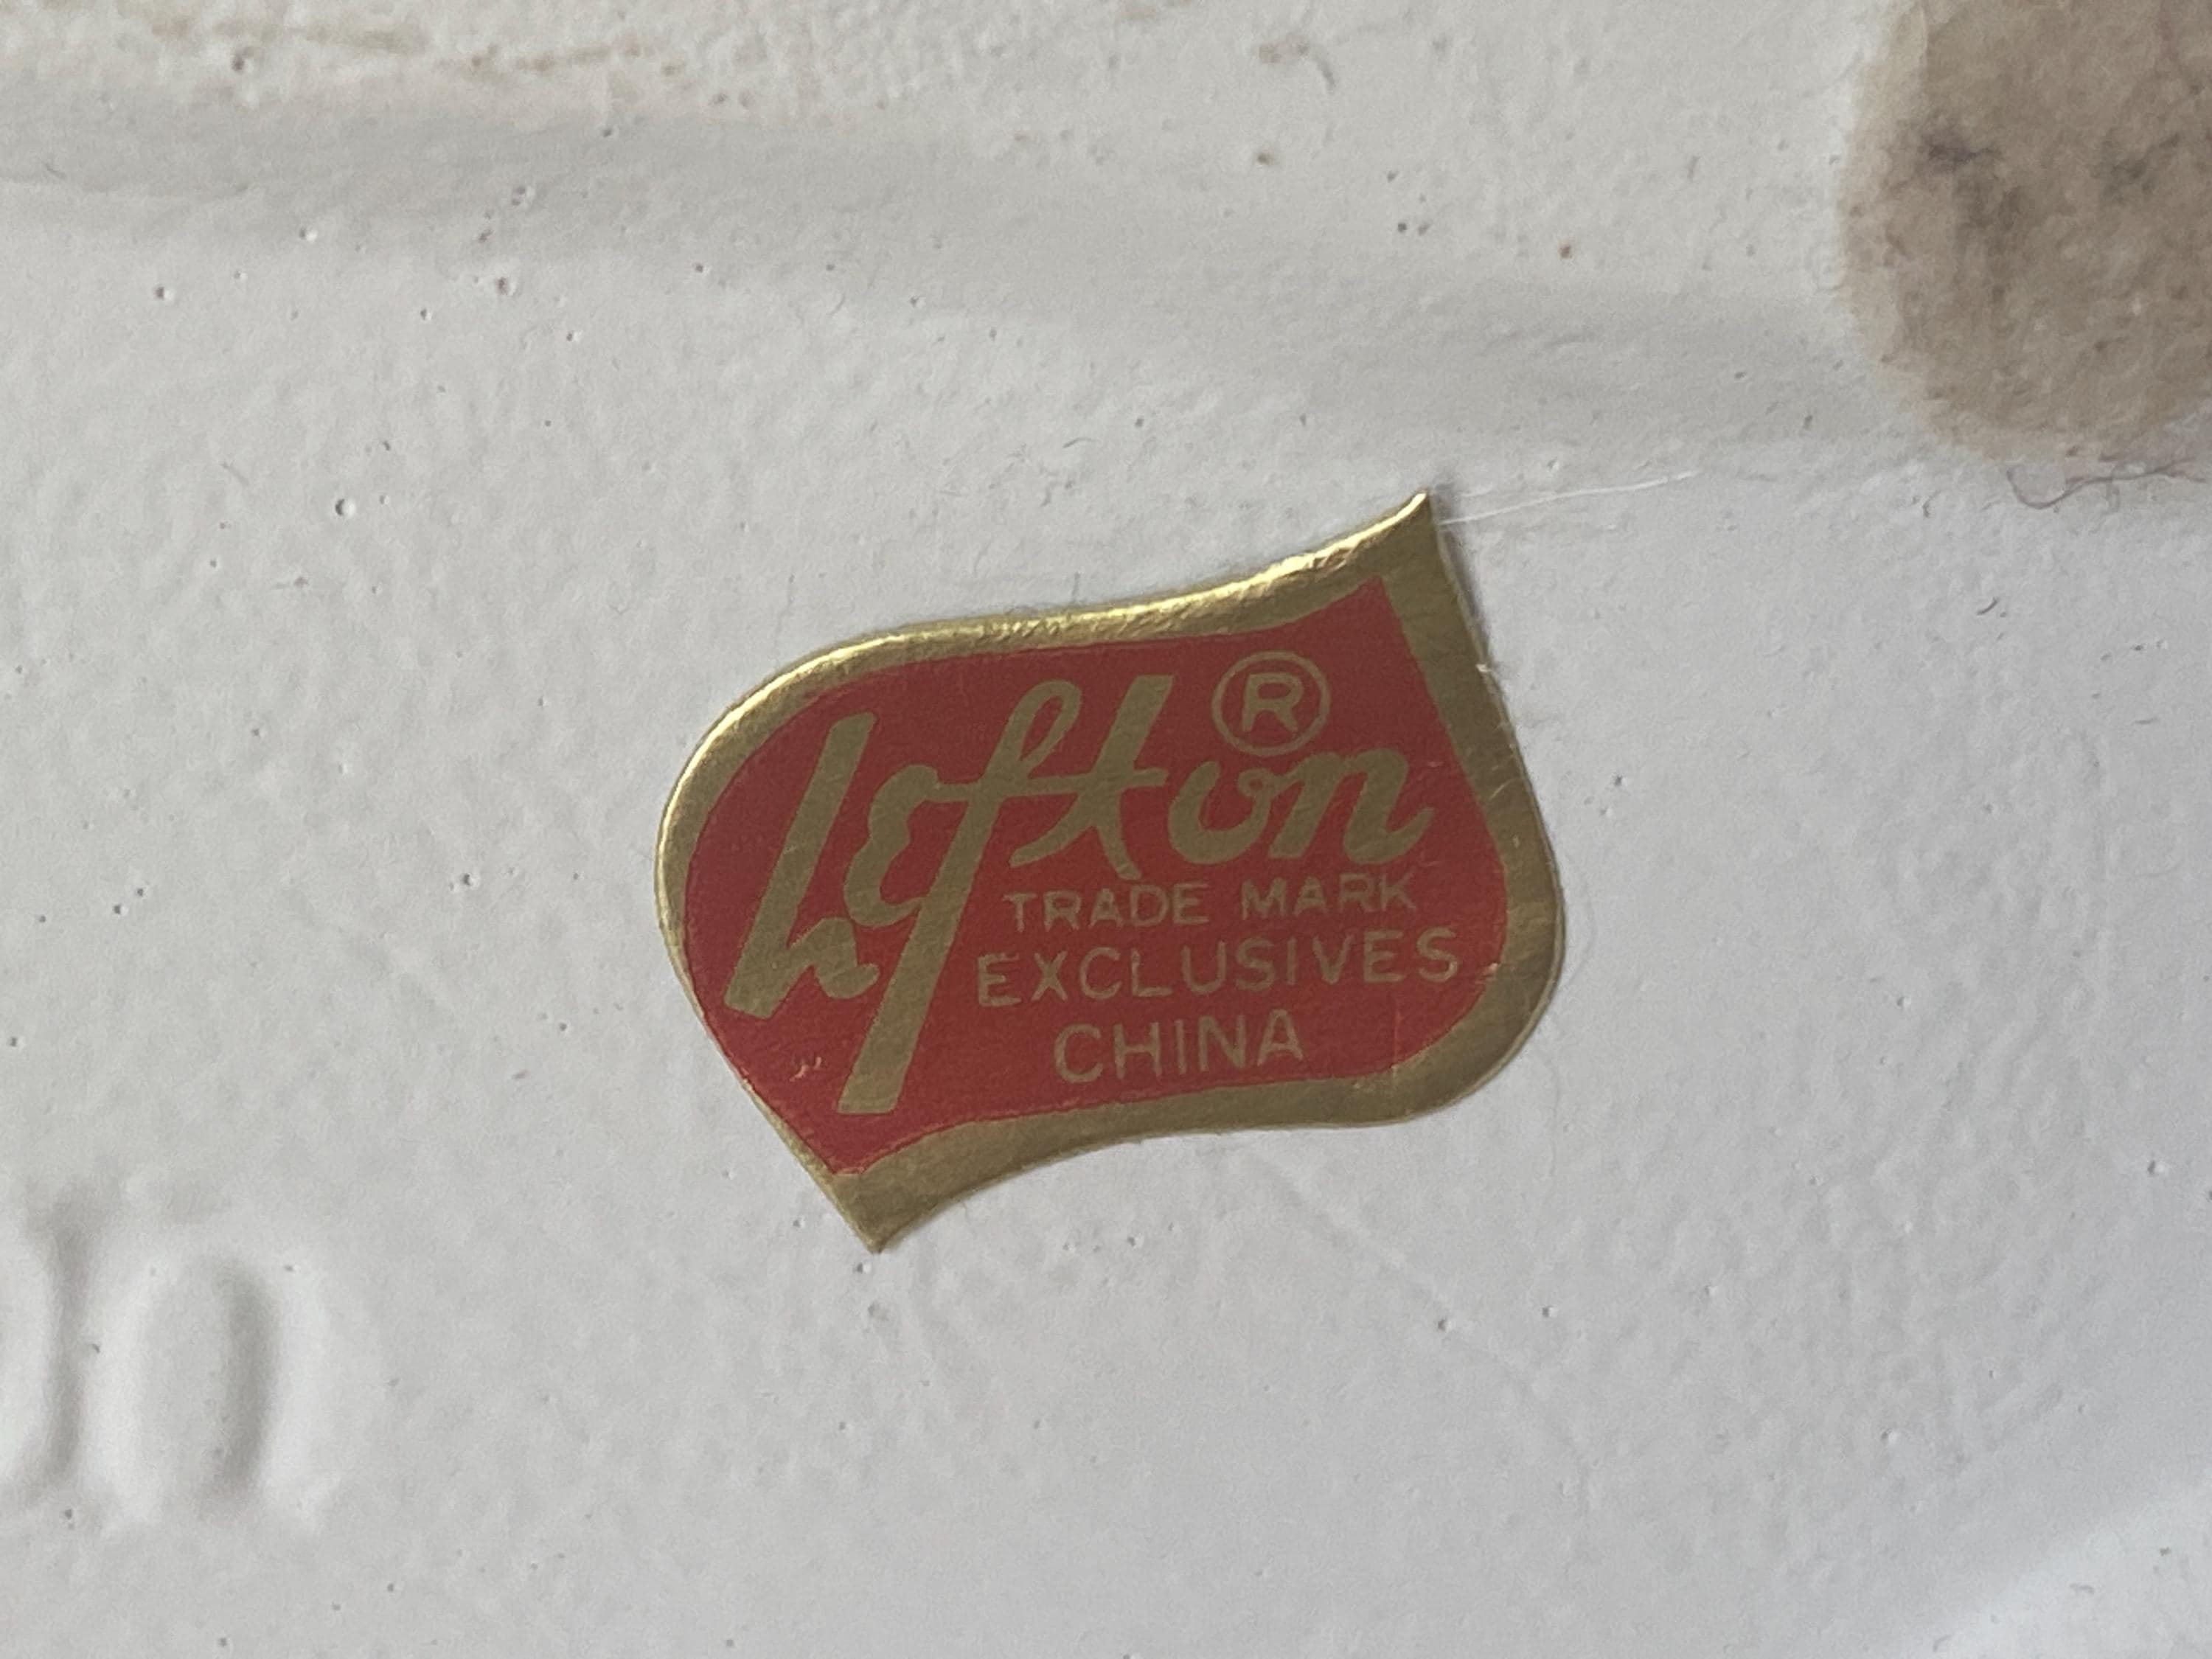 Lefton ®
TRADE MARK
EXCLUSIVES
CHINA